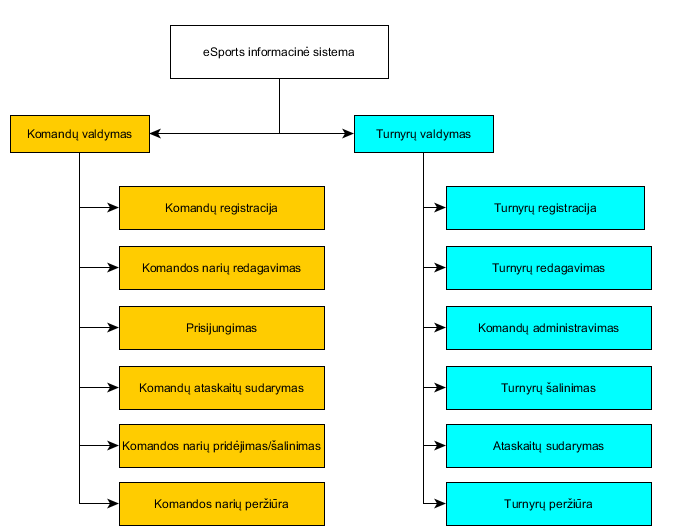 eSports informacinė sistema
Komandų valdymas
Turnyrų valdymas
Komandų registracija
Komandos narių redagavimas
Prisijungimas
Komandų ataskaitų sudarymas
Komandos narių pridėjimas/šalinimas
Komandos narių peržiūra
Turnyrų registracija
Turnyrų redagavimas
Komandų administravimas
Turnyrų šalinimas
Ataskaitų sudarymas
Turnyrų peržiūra